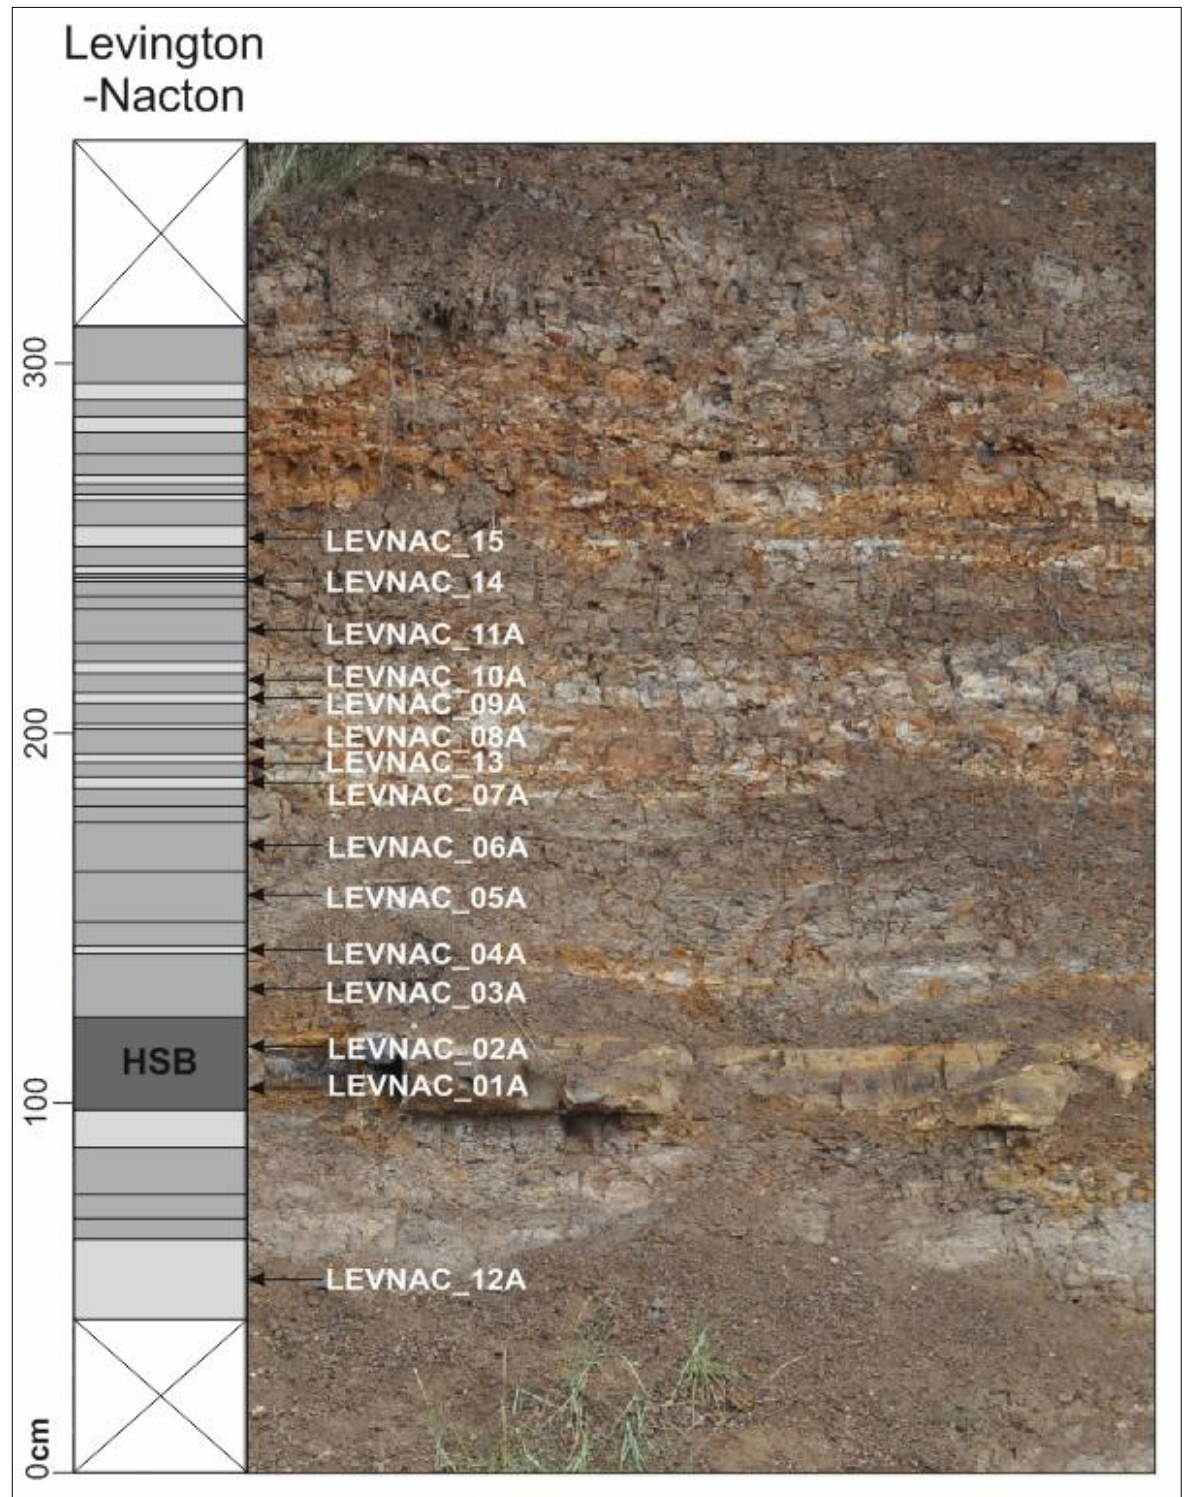 Levington
-Nacton
300
LEVNAC_15
LEVNAC_14
LEVNAC_11A
LEVNAC_10A
LEVNAC_09A
200
LEVNAC_08A
LEVNAC_13
LEVNAC_07A
LEVNAC_06A
LEVNAC_05A
LEVNAC_04A
LEVNAC_03A
LEVNAC_02A
HSB
LEVNAC_01A
100
LEVNAC_12A
0cm